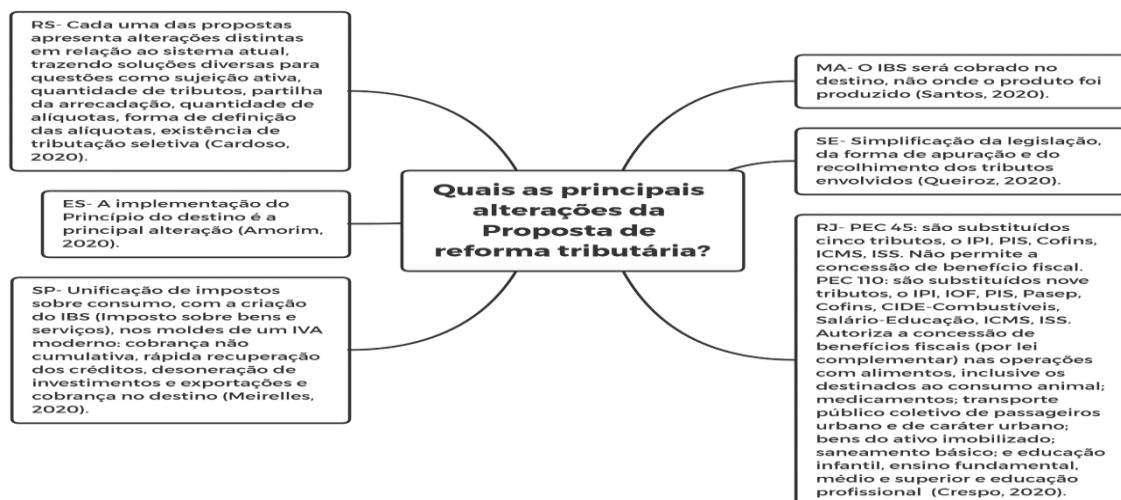 RS- Cada uma das propostas
apresenta alterações distintas
em relação ao sistema atual,
trazendo soluções diversas para
questões como sujeição ativa,
quantidade de tributos, partilha
da arrecadação, quantidade de
alíquotas, forma de definição
das alíquotas, existência de
tributação seletiva (Cardoso,
2020).
ES- A implementação do
Princípio do destino é a
principal alteração (Amorim,
2020).
SP- Unificação de impostos
sobre consumo, com a criação
do IBS (Imposto sobre bens e
serviços), nos moldes de um IVA
moderno: cobrança não
cumulativa, rápida recuperação
dos créditos, desoneração de
investimentos e exportações e
cobrança no destino (Meirelles,
2020).
Quais as principais
alterações da
Proposta de
reforma tributária?
MA- O IBS será cobrado no
destino, não onde o produto foi
produzido (Santos, 2020).
SE- Simplificação da legislação,
da forma de apuração e do
recolhimento dos tributos
envolvidos (Queiroz, 2020).
RJ- PEC 45: são substituídos
cinco tributos, o IPI, PIS, Cofins,
ICMS, ISS. Não permite a
concessão de benefício fiscal.
PEC 110: são substituídos nove
tributos, o IPI, IOF, PIS, Pasep,
Cofins, CIDE-Combustíveis,
Salário-Educação, ICMS, ISS.
Autoriza a concessão de
benefícios fiscais (por lei
complementar) nas operações
com alimentos, inclusive os
destinados ao consumo animal;
medicamentos; transporte
público coletivo de passageiros
urbano e de caráter urbano;
bens do ativo imobilizado;
saneamento básico; e educação
infantil, ensino fundamental,
médio e superior e educação
profissional (Crespo, 2020).